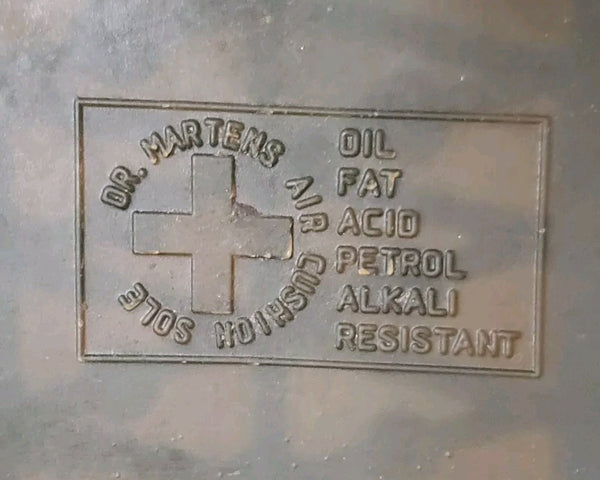 DR. MARTENS AIR CUSHION SOLE
OIL
FAT
ACID
PETROL
ALKALI
RESISTANT